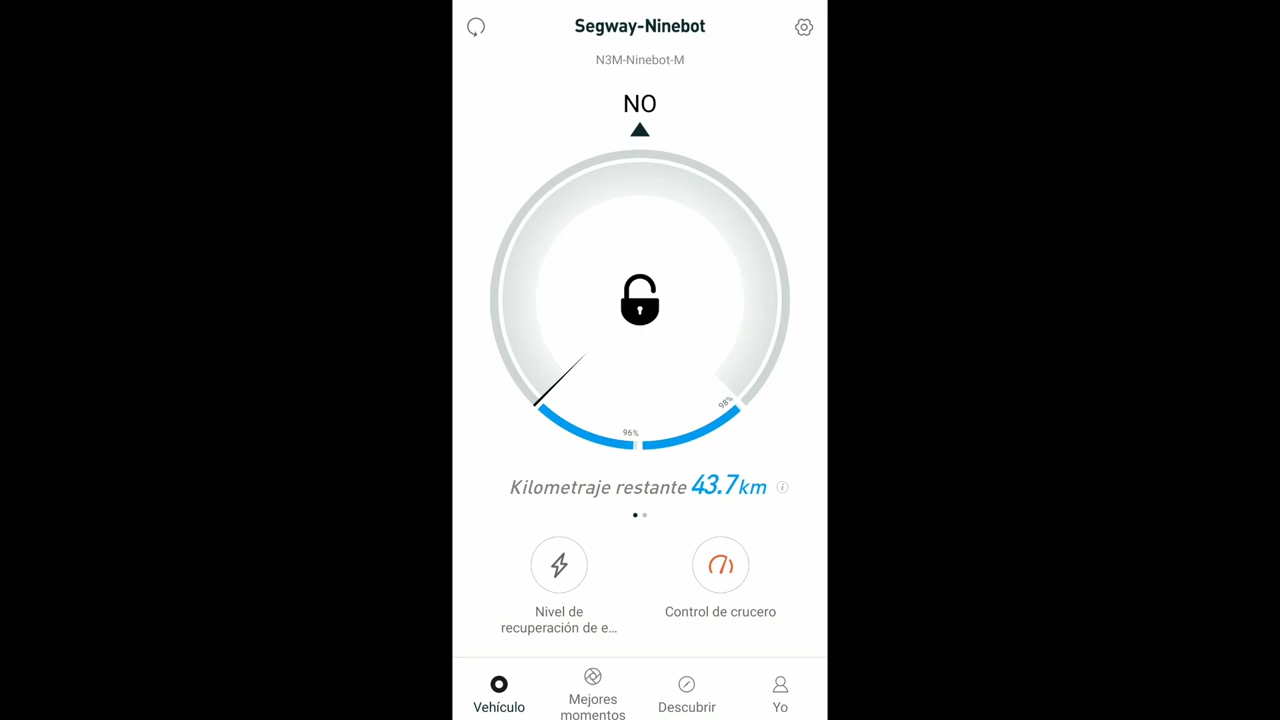 Segway-Ninebot
N3M-Ninebot-M
NO
98%
96%
Kilometraje restante 43.7km
Nivel de
recuperación de e...
Control de crucero
Vehículo
Mejores
momentos
Descubrir
Yo